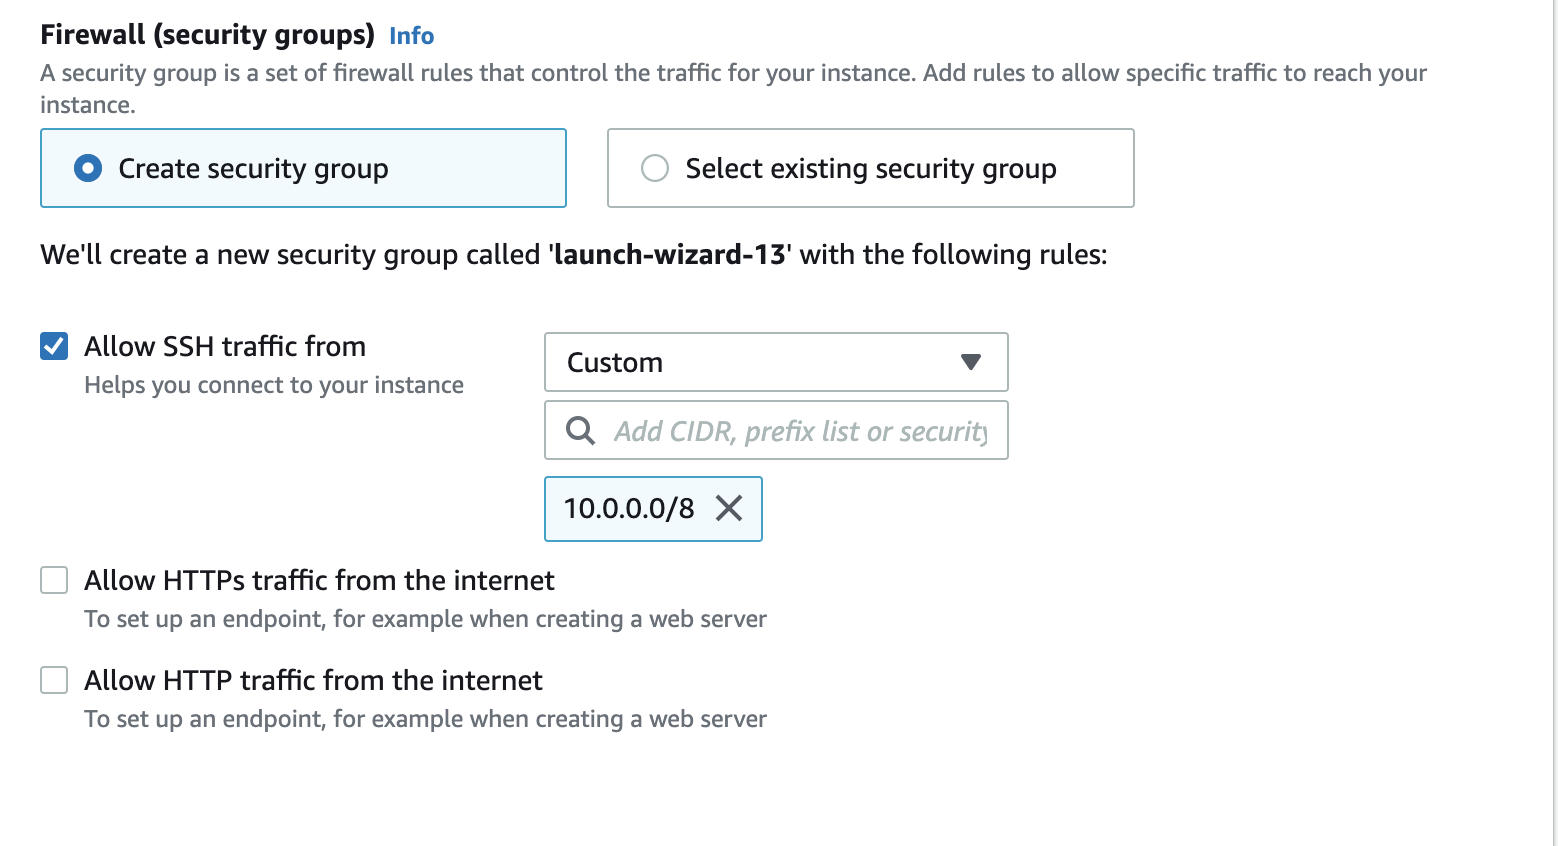 Firewall (security groups) Info
A security group is a set of firewall rules that control the traffic for your instance. Add rules to allow specific traffic to reach your
instance.
Create security group
Select existing security group
We'll create a new security group called 'launch-wizard-13' with the following rules:
Allow SSH traffic from
Helps you connect to your instance
Custom
Add CIDR, prefix list or security
10.0.0.0/8
Allow HTTPs traffic from the internet
To set up an endpoint, for example when creating a web server
Allow HTTP traffic from the internet
To set up an endpoint, for example when creating a web server